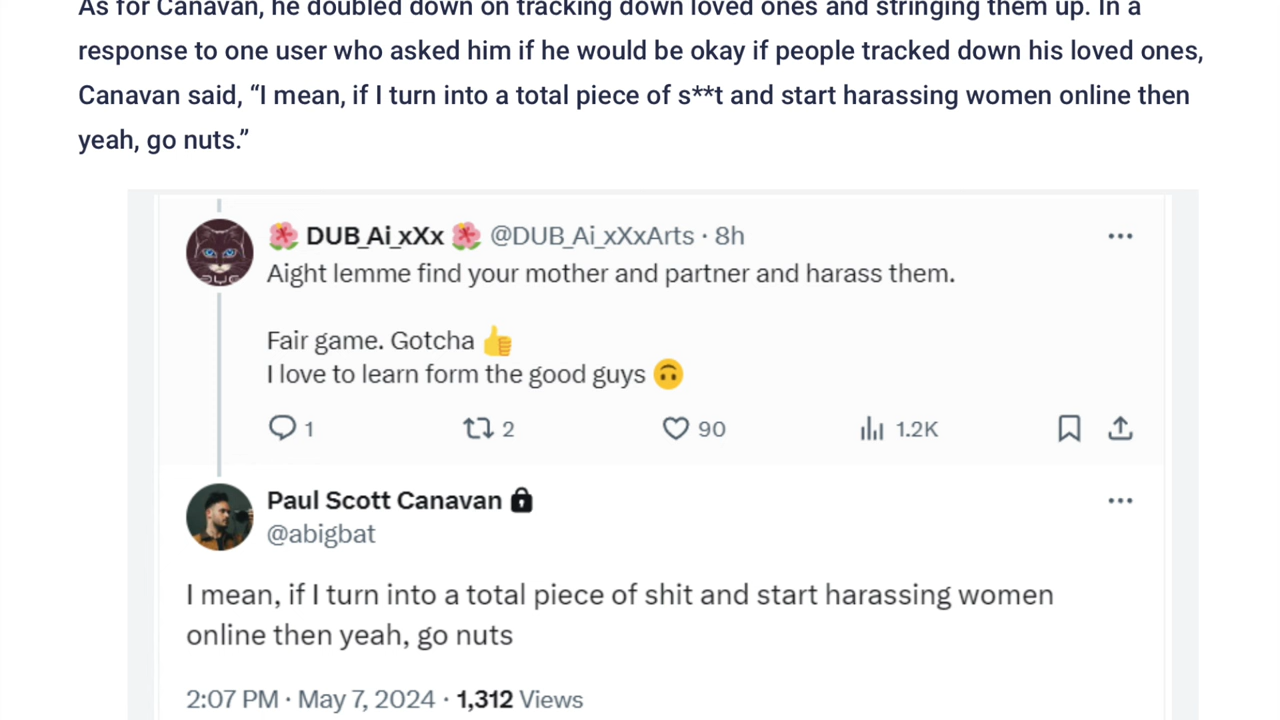 As for Canavan, he doubled down on tracking down loved ones and stringing them up. In a
response to one user who asked him if he would be okay if people tracked down his loved ones,
Canavan said, “I mean, if I turn into a total piece of s**t and start harassing women online then
yeah, go nuts.”
🌺 DUB_Ai_xXx 🌺 @DUB_Ai_xXxArts · 8h
Aight lemme find your mother and partner and harass them.
Fair game. Gotcha 👍
I love to learn form the good guys 🙃
1 2 90 1.2K
Paul Scott Canavan 🔒
@abigbat
I mean, if I turn into a total piece of shit and start harassing women
online then yeah, go nuts
2:07 PM · May 7, 2024 · 1,312 Views